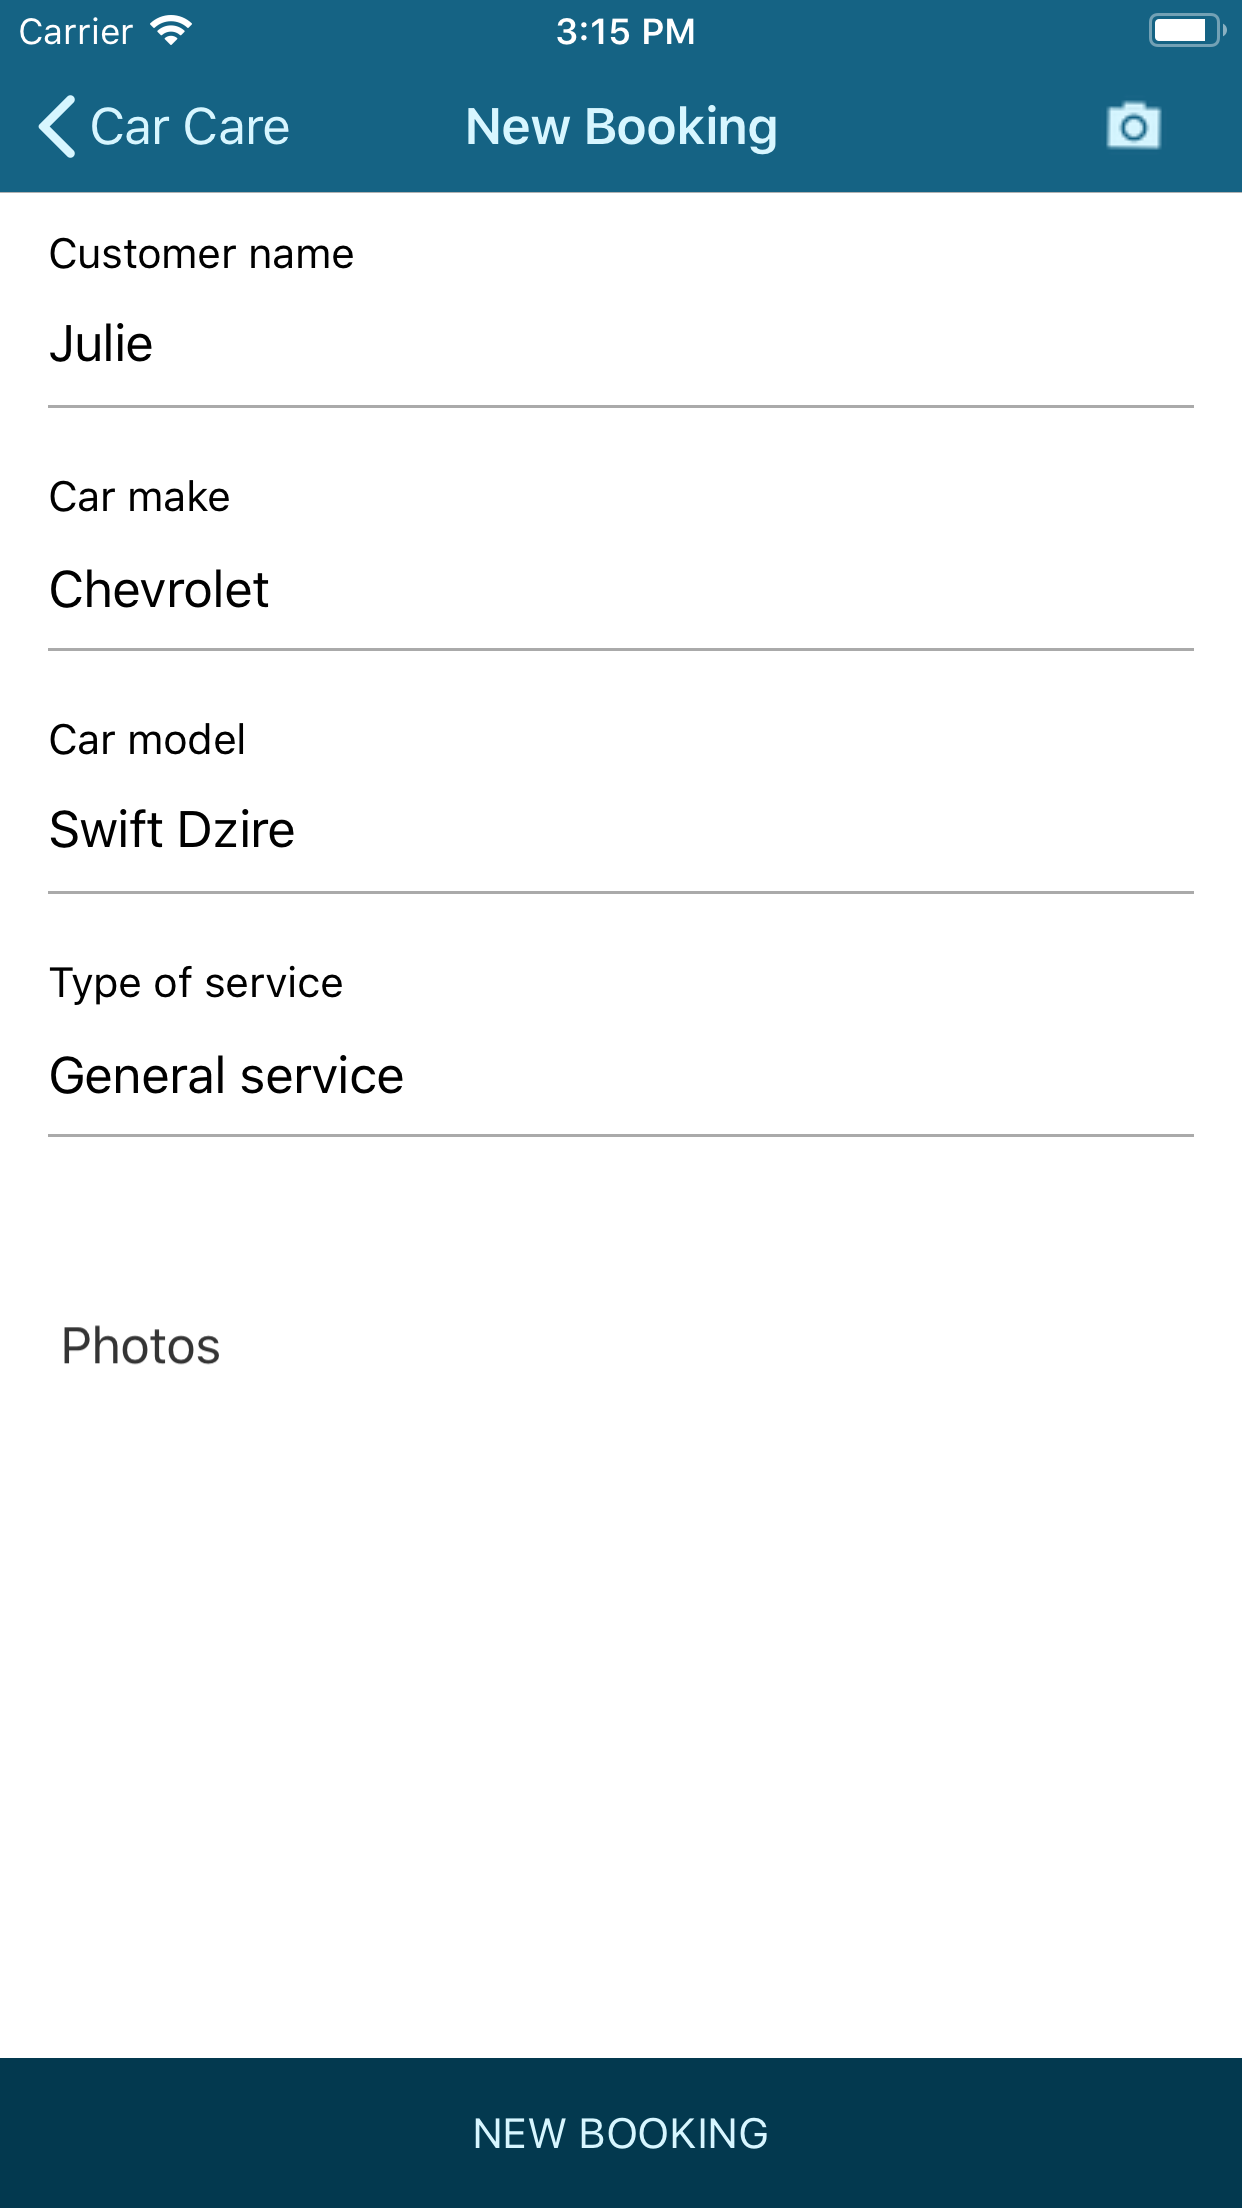 Carrier 3:15 PM
Car Care New Booking
Customer name
Julie
Car make
Chevrolet
Car model
Swift Dzire
Type of service
General service
Photos
NEW BOOKING